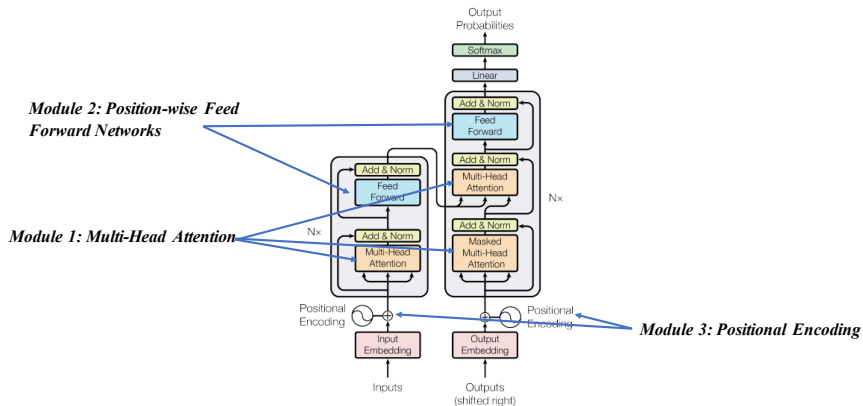 Output
Probabilities
Softmax
Linear
Add & Norm
Feed
Forward
Module 2: Position-wise Feed
Forward Networks
Add & Norm
Add & Norm
Feed
Forward
Multi-Head
Attention
Nx
Module 1: Multi-Head Attention
Nx
Add & Norm
Add & Norm
Multi-Head
Attention
Masked
Multi-Head
Attention
Positional
Encoding
Positional
Encoding
Module 3: Positional Encoding
Input
Embedding
Output
Embedding
Inputs
Outputs
(shifted right)